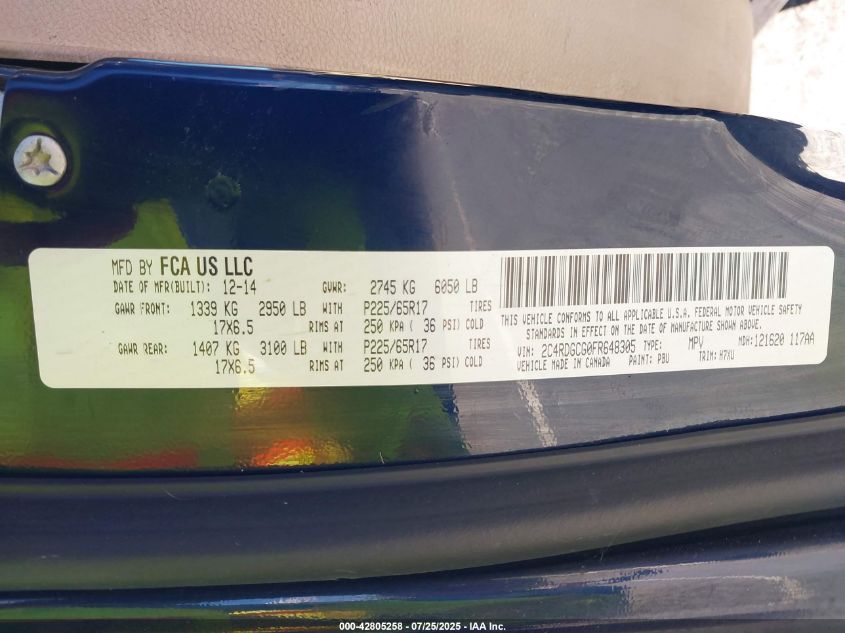 MFD BY FCA US LLC
DATE OF MFR(BUILT): 12-14 GVWR: 2745 KG 6050 LB
GAWR FRONT: 1339 KG 2950 LB WITH P225/65R17 TIRES
17X6.5 RIMS AT 250 KPA ( 36 PSI) COLD
GAWR REAR: 1407 KG 3100 LB WITH P225/65R17 TIRES
17X6.5 RIMS AT 250 KPA ( 36 PSI) COLD
THIS VEHICLE CONFORMS TO ALL APPLICABLE U.S.A. FEDERAL MOTOR VEHICLE SAFETY
STANDARDS IN EFFECT ON THE DATE OF MANUFACTURE SHOWN ABOVE.
VIN: 2C4RDGCG0FR648305 TYPE: MPV MDH: 121620 117AA
VEHICLE MADE IN CANADA PAINT: PBU TRIM: H7XU
000-42805258 - 07/25/2025 - IAA Inc.